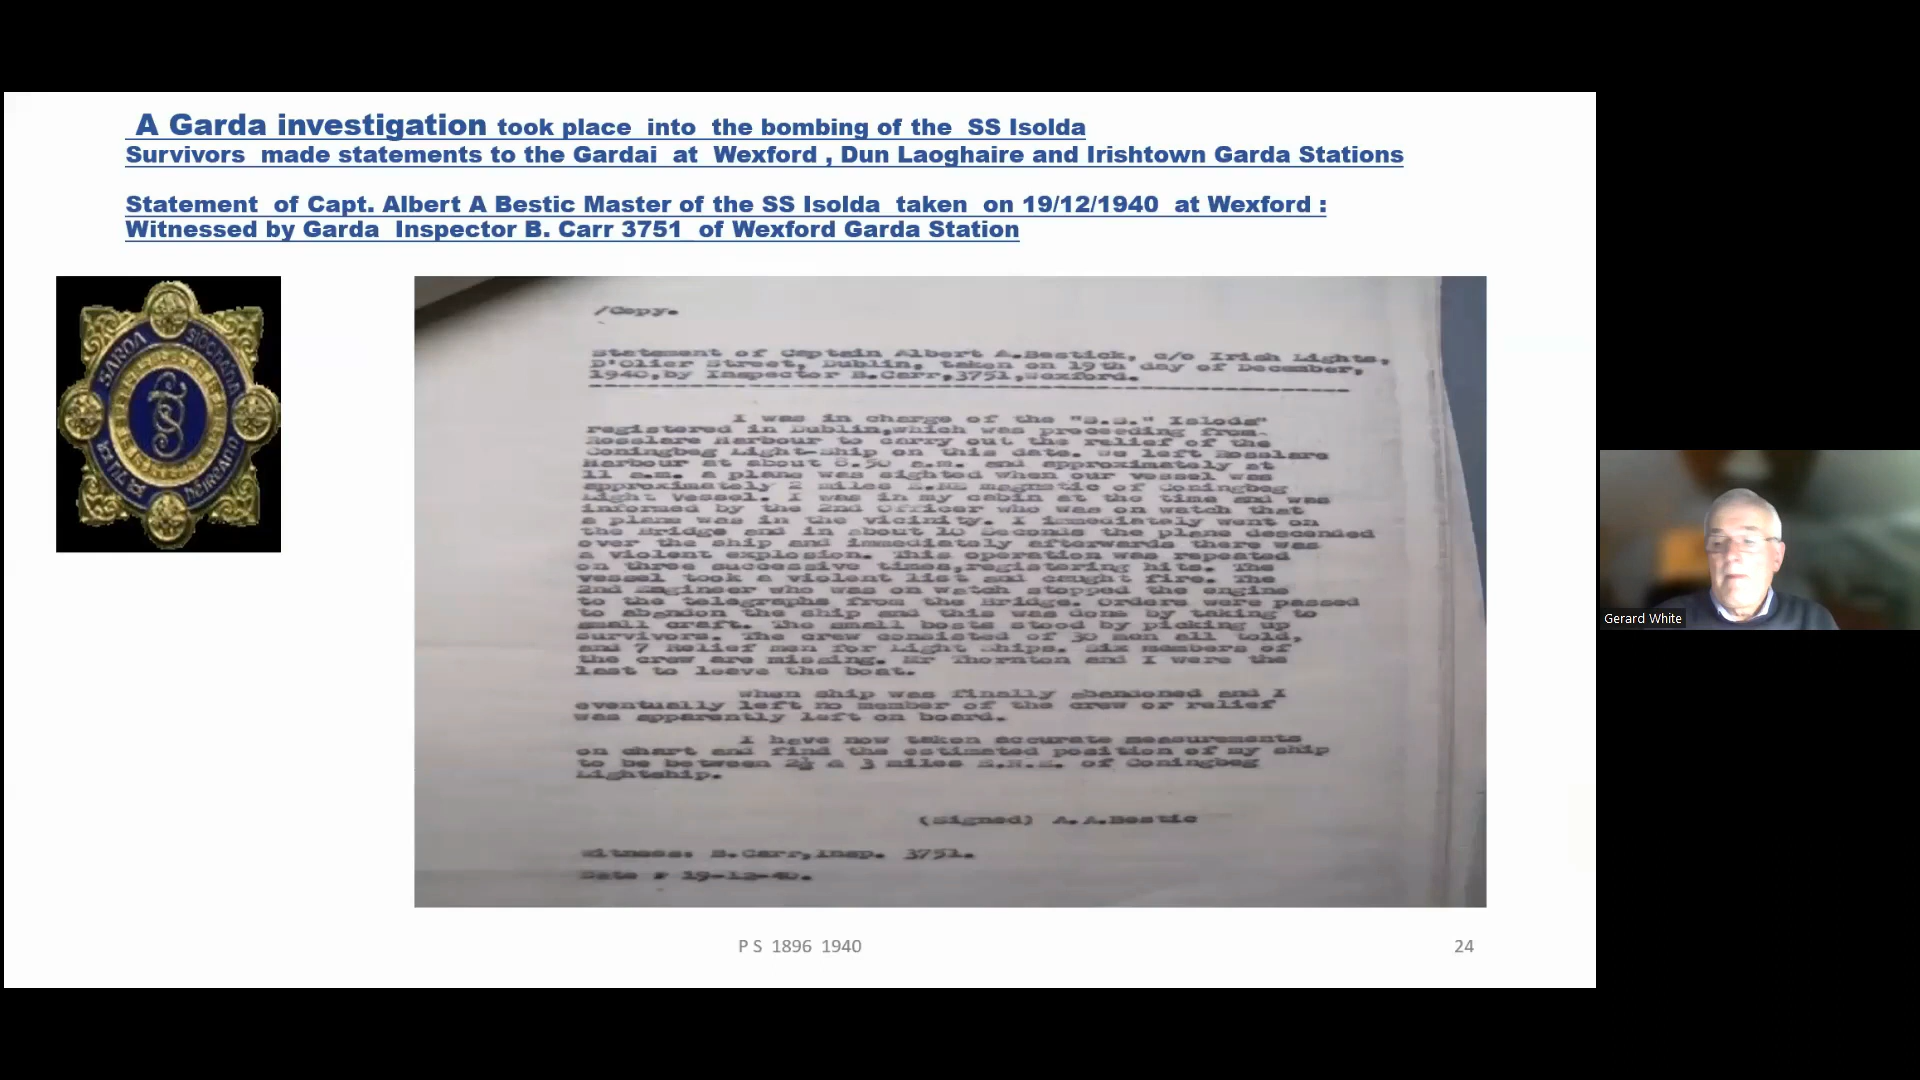 A Garda investigation took place into the bombing of the SS Isolda
Survivors made statements to the Gardai at Wexford , Dun Laoghaire and Irishtown Garda Stations
Statement of Capt. Albert A Bestic Master of the SS Isolda taken on 19/12/1940 at Wexford :
Witnessed by Garda Inspector B. Carr 3751 of Wexford Garda Station
GARDA SÍOCHÁNA
NA HÉIREANN
/Copy.
Statement of Captain Albert A.Bestick, c/o Irish Lights,
D'Olier Street, Dublin, taken on 19th day of December,
1940,by Inspector B.Carr,3751,Wexford.
I was in charge of the "S.S." Isloda"
registered in Dublin,which was proceeding from
Rosslare Harbour to carry out the relief of the
Coningbeg Light-Ship on this date. We left Rosslare
Harbour at about 8.50 a.m. and approximately at
11 a.m. a plane was sighted when our vessel was
approximately 2 miles magnetic of Coningbeg
Light Vessel. I was in my cabin at the time and was
informed by the 2nd Officer who was on watch that
a plane was in the vicinity. I immediately went on
the Bridge and in about 10 Seconds the plane descended
over the ship and immediately afterwards there was
a violent explosion. This operation was repeated
on three successive times,registering hits. The
vessel took a violent list and caught fire. The
2nd Engineer who was on watch stopped the engine
to the telegraphs from the Bridge. Orders were passed
to abandon the ship and this was done by taking to
small craft. The small boats stood by picking up
survivors. The crew consisted of 30 men all told,
and 7 Relief men for Light Ships. Six members of
the crew are missing. Mr Thornton and I were the
last to leave the boat.
When ship was finally abandoned and I
eventually left no member of the crew or relief
was apparently left on board.
I have now taken accurate measurements
on chart and find the estimated position of my ship
to be between 2½ & 3 miles of Coningbeg
Lightship.
(Signed) A.A.Bestic
Witness: B.Carr,Insp. 3751.
Date 19-12-40.
P S 1896 1940
24
Gerard White